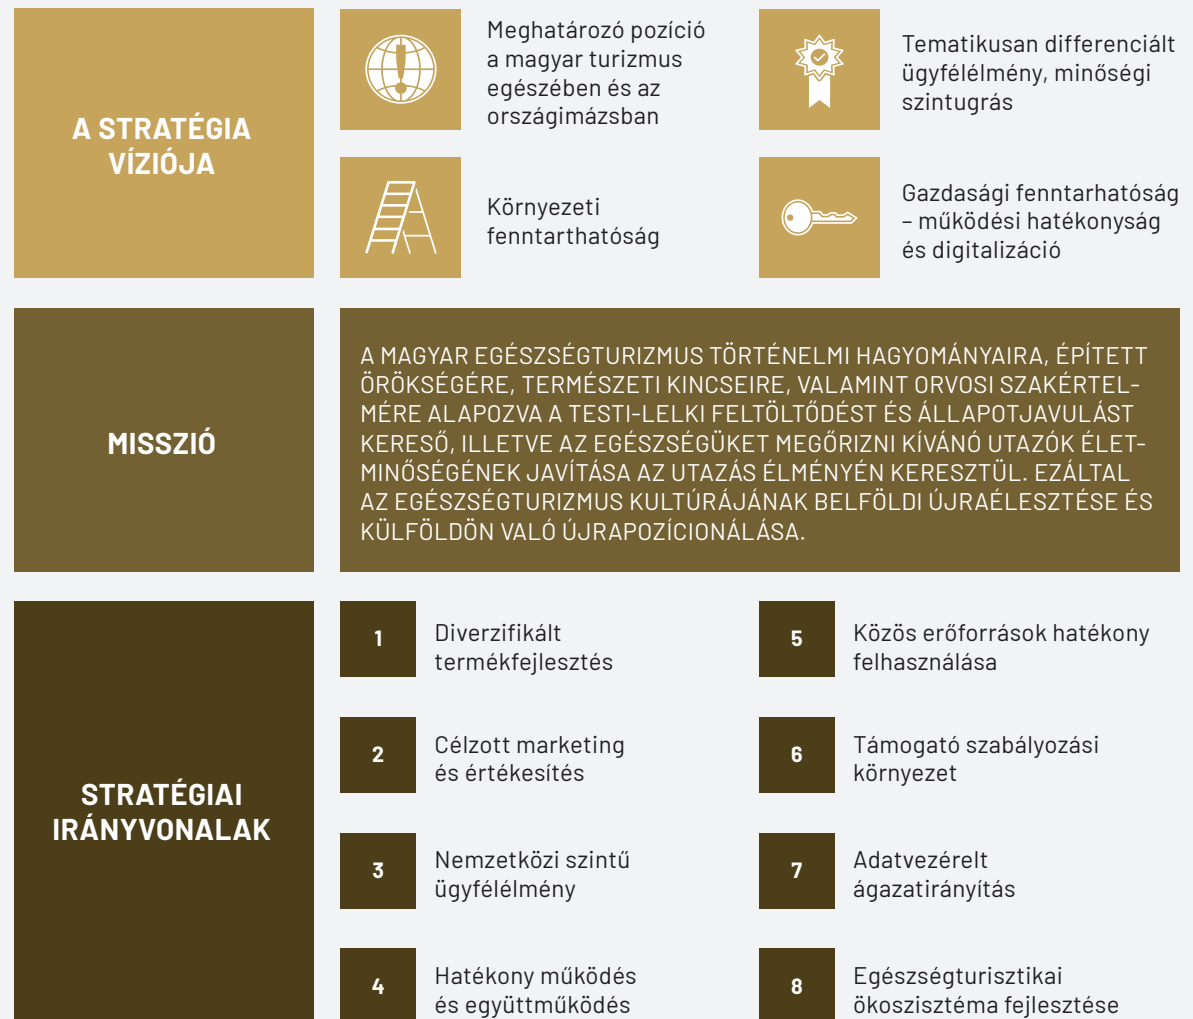 A STRATÉGIA
VÍZIÓJA
Meghatározó pozíció
a magyar turizmus
egészében és az
országimázsban
Tematikusan differenciált
ügyfélélmény, minőségi
szintugrás
Környezeti
fenntarthatóság
Gazdasági fenntarhatóság
– működési hatékonyság
és digitalizáció
MISSZIÓ
A MAGYAR EGÉSZSÉGTURIZMUS TÖRTÉNELMI HAGYOMÁNYAIRA, ÉPÍTETT
ÖRÖKSÉGÉRE, TERMÉSZETI KINCSEIRE, VALAMINT ORVOSI SZAKÉRTEL-
MÉRE ALAPOZVA A TESTI-LELKI FELTÖLTŐDÉST ÉS ÁLLAPOTJAVULÁST
KERESŐ, ILLETVE AZ EGÉSZSÉGÜKET MEGŐRIZNI KÍVÁNÓ UTAZÓK ÉLET-
MINŐSÉGÉNEK JAVÍTÁSA AZ UTAZÁS ÉLMÉNYÉN KERESZTÜL. EZÁLTAL
AZ EGÉSZSÉGTURIZMUS KULTÚRÁJÁNAK BELFÖLDI ÚJRAÉLESZTÉSE ÉS
KÜLFÖLDÖN VALÓ ÚJRAPOZÍCIONÁLÁSA.
STRATÉGIAI
IRÁNYVONALAK
1
Diverzifikált
termékfejlesztés
2
Célzott marketing
és értékesítés
3
Nemzetközi szintű
ügyfélélmény
4
Hatékony működés
és együttműködés
5
Közös erőforrások hatékony
felhasználása
6
Támogató szabályozási
környezet
7
Adatvezérelt
ágazatirányítás
8
Egészségturisztikai
ökoszisztéma fejlesztése